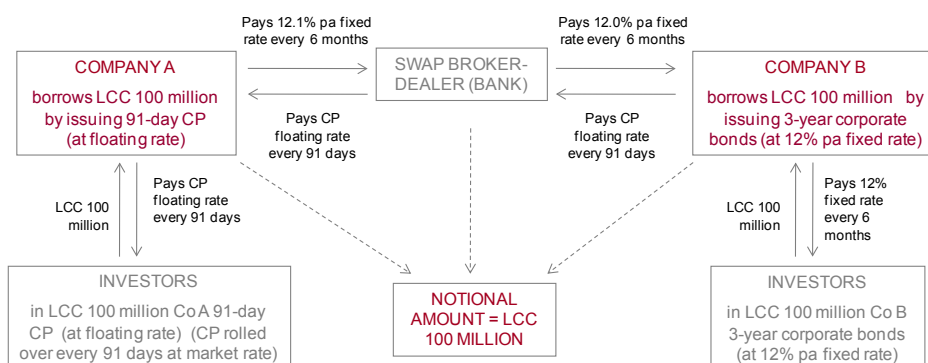 Pays 12.1% pa fixed
rate every 6 months
Pays 12.0% pa fixed
rate every 6 months
COMPANY A
borrows LCC 100 million
by issuing 91-day CP
(at floating rate)
SWAP BROKER-
DEALER (BANK)
COMPANY B
borrows LCC 100 million by
issuing 3-year corporate
bonds (at 12% pa fixed rate)
Pays CP
floating rate
every 91 days
Pays CP
floating rate
every 91 days
LCC 100
million
Pays CP
floating rate
every 91 days
LCC 100
million
Pays 12%
fixed rate
every 6
months
INVESTORS
in LCC 100 million Co A 91-day
CP (at floating rate) (CP rolled
over every 91 days at market rate)
NOTIONAL
AMOUNT = LCC
100 MILLION
INVESTORS
in LCC 100 million Co B
3-year corporate bonds
(at 12% pa fixed rate)